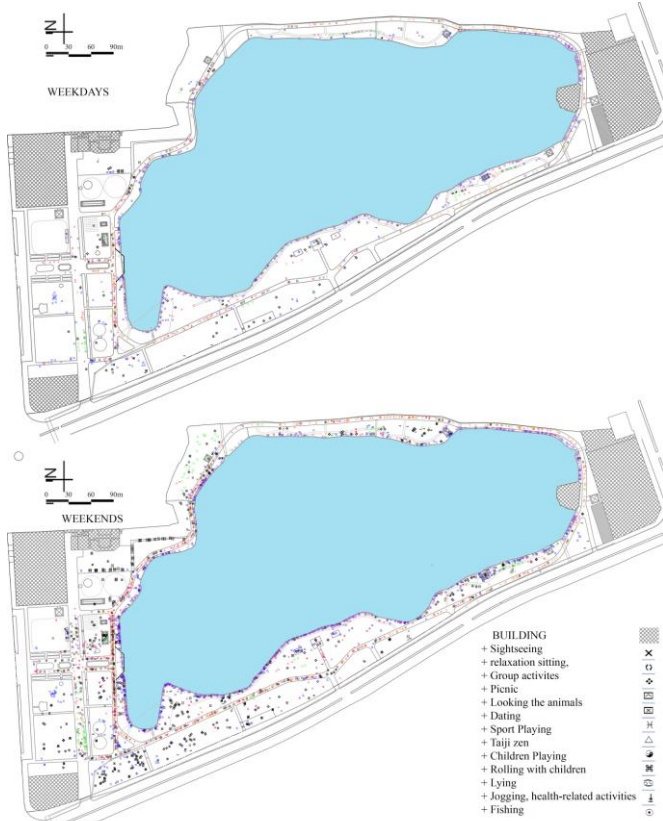 N
0 30 60 90m
WEEKDAYS
N
0 30 60 90m
WEEKENDS
BUILDING
+ Sightseeing
+ relaxation sitting,
+ Group activites
+ Picnic
+ Looking the animals
+ Dating
+ Sport Playing
+ Taiji zen
+ Children Playing
+ Rolling with children
+ Lying
+ Jogging, health-related activities
+ Fishing